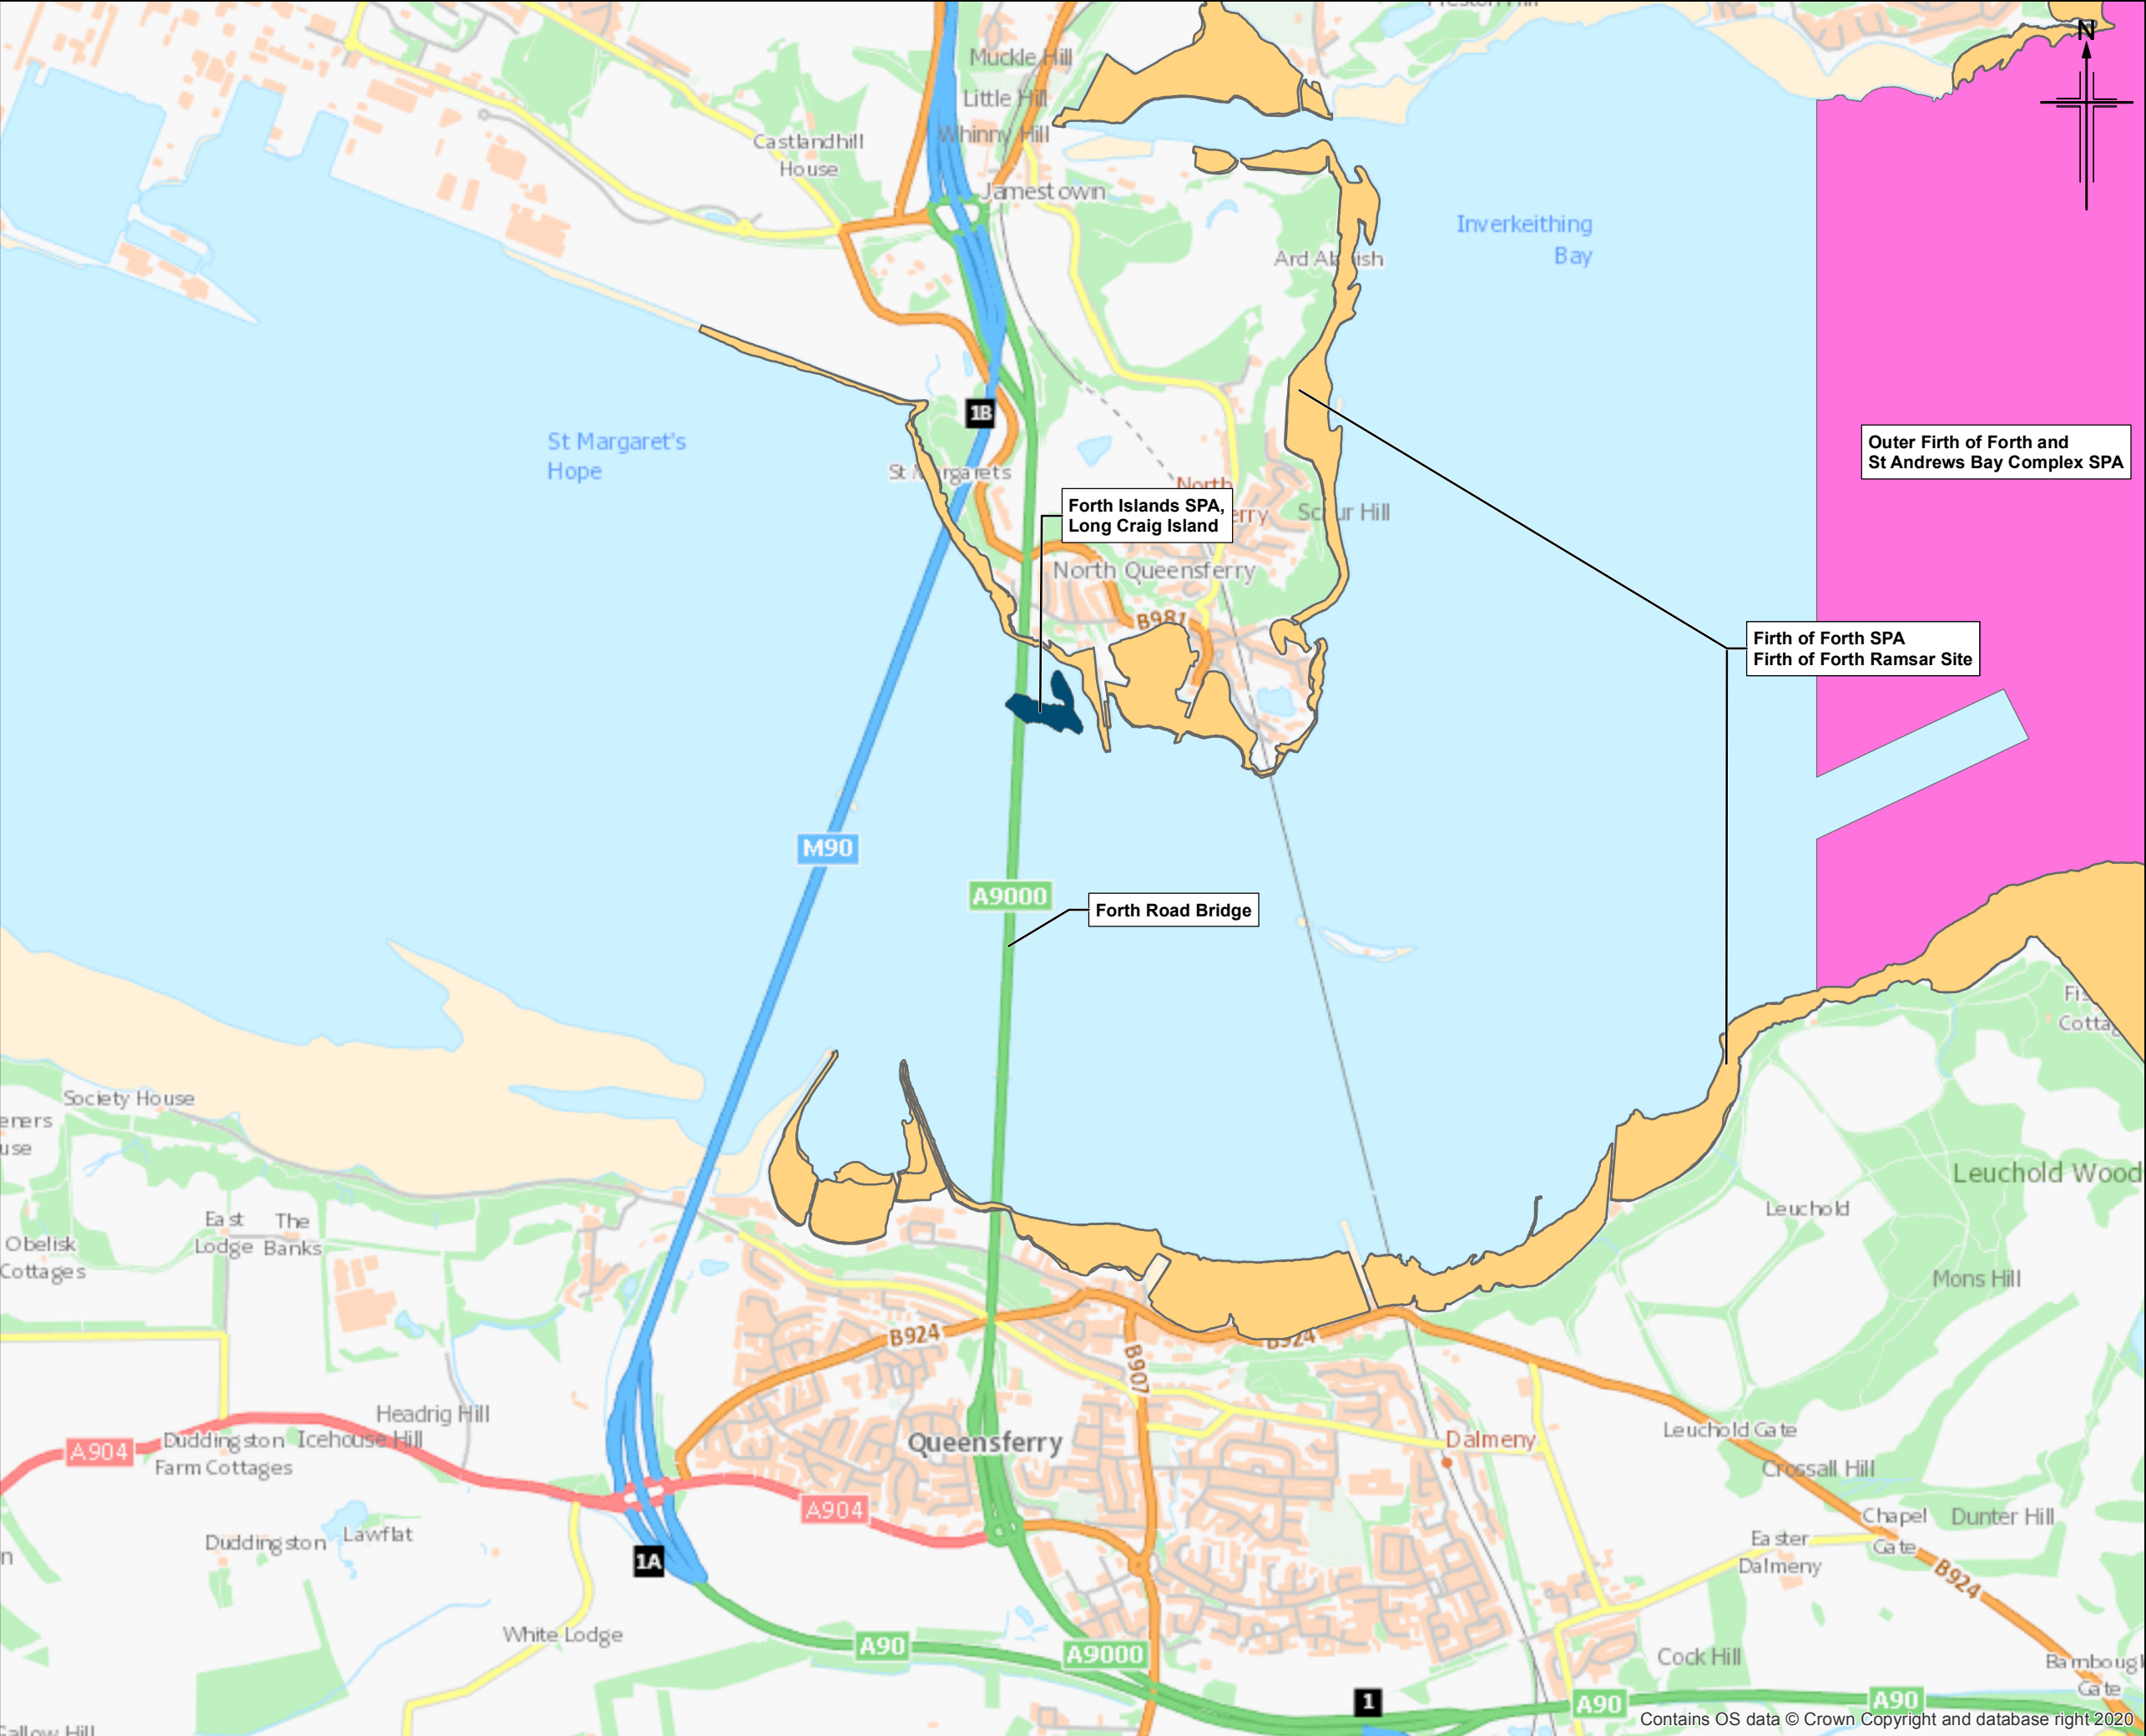 N
Muckle Hill
Little Hill
Whinny Hill
Castlandhill
House
Jamestown
Inverkeithing
Bay
1B
St Margaret's
Hope
Outer Firth of Forth and
St Andrews Bay Complex SPA
Forth Islands SPA,
Long Craig Island
North
North Queensferry
B981
Firth of Forth SPA
Firth of Forth Ramsar Site
M90
A9000
Forth Road Bridge
Society House
Leuchold Wood
Leuchold
East
Lodge
The
Banks
Obelisk
Cottages
Mons Hill
B924
B924
B907
Headrig Hill
Duddingston
Farm Cottages
Icehouse Hill
A904
Queensferry
Dalmeny
Leuchold Gate
Crossall Hill
A904
Chapel
Gate
Dunter Hill
Duddingston
Lawflat
1A
Easter
Dalmeny
B924
White Lodge
A90
A9000
Cock Hill
Gate
1
A90
A90
Contains OS data © Crown Copyright and database right 2020